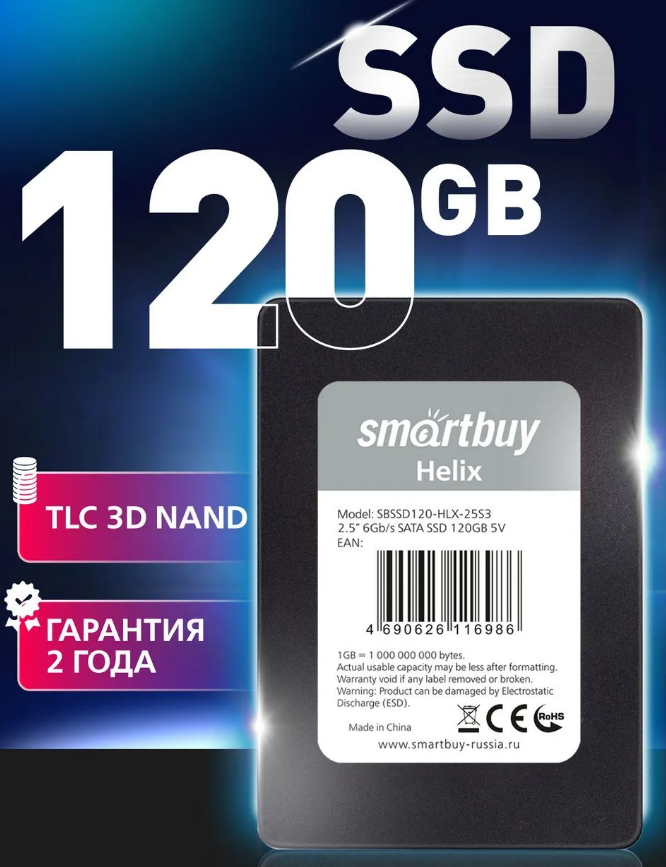 SSD
120 GB
smartbuy
Helix
TLC 3D NAND
ГАРАНТИЯ
2 ГОДА
Model: SBSSD120-HLX-25S3
2.5" 6Gb/s SATA SSD 120GB 5V
EAN:
4 690626 116986
1GB = 1 000 000 000 bytes.
Actual usable capacity may be less after formatting.
Warranty void if any label removed or broken.
Warning: Product can be damaged by Electrostatic
Discharge (ESD).
Made in China
CE RoHS
www.smartbuy-russia.ru